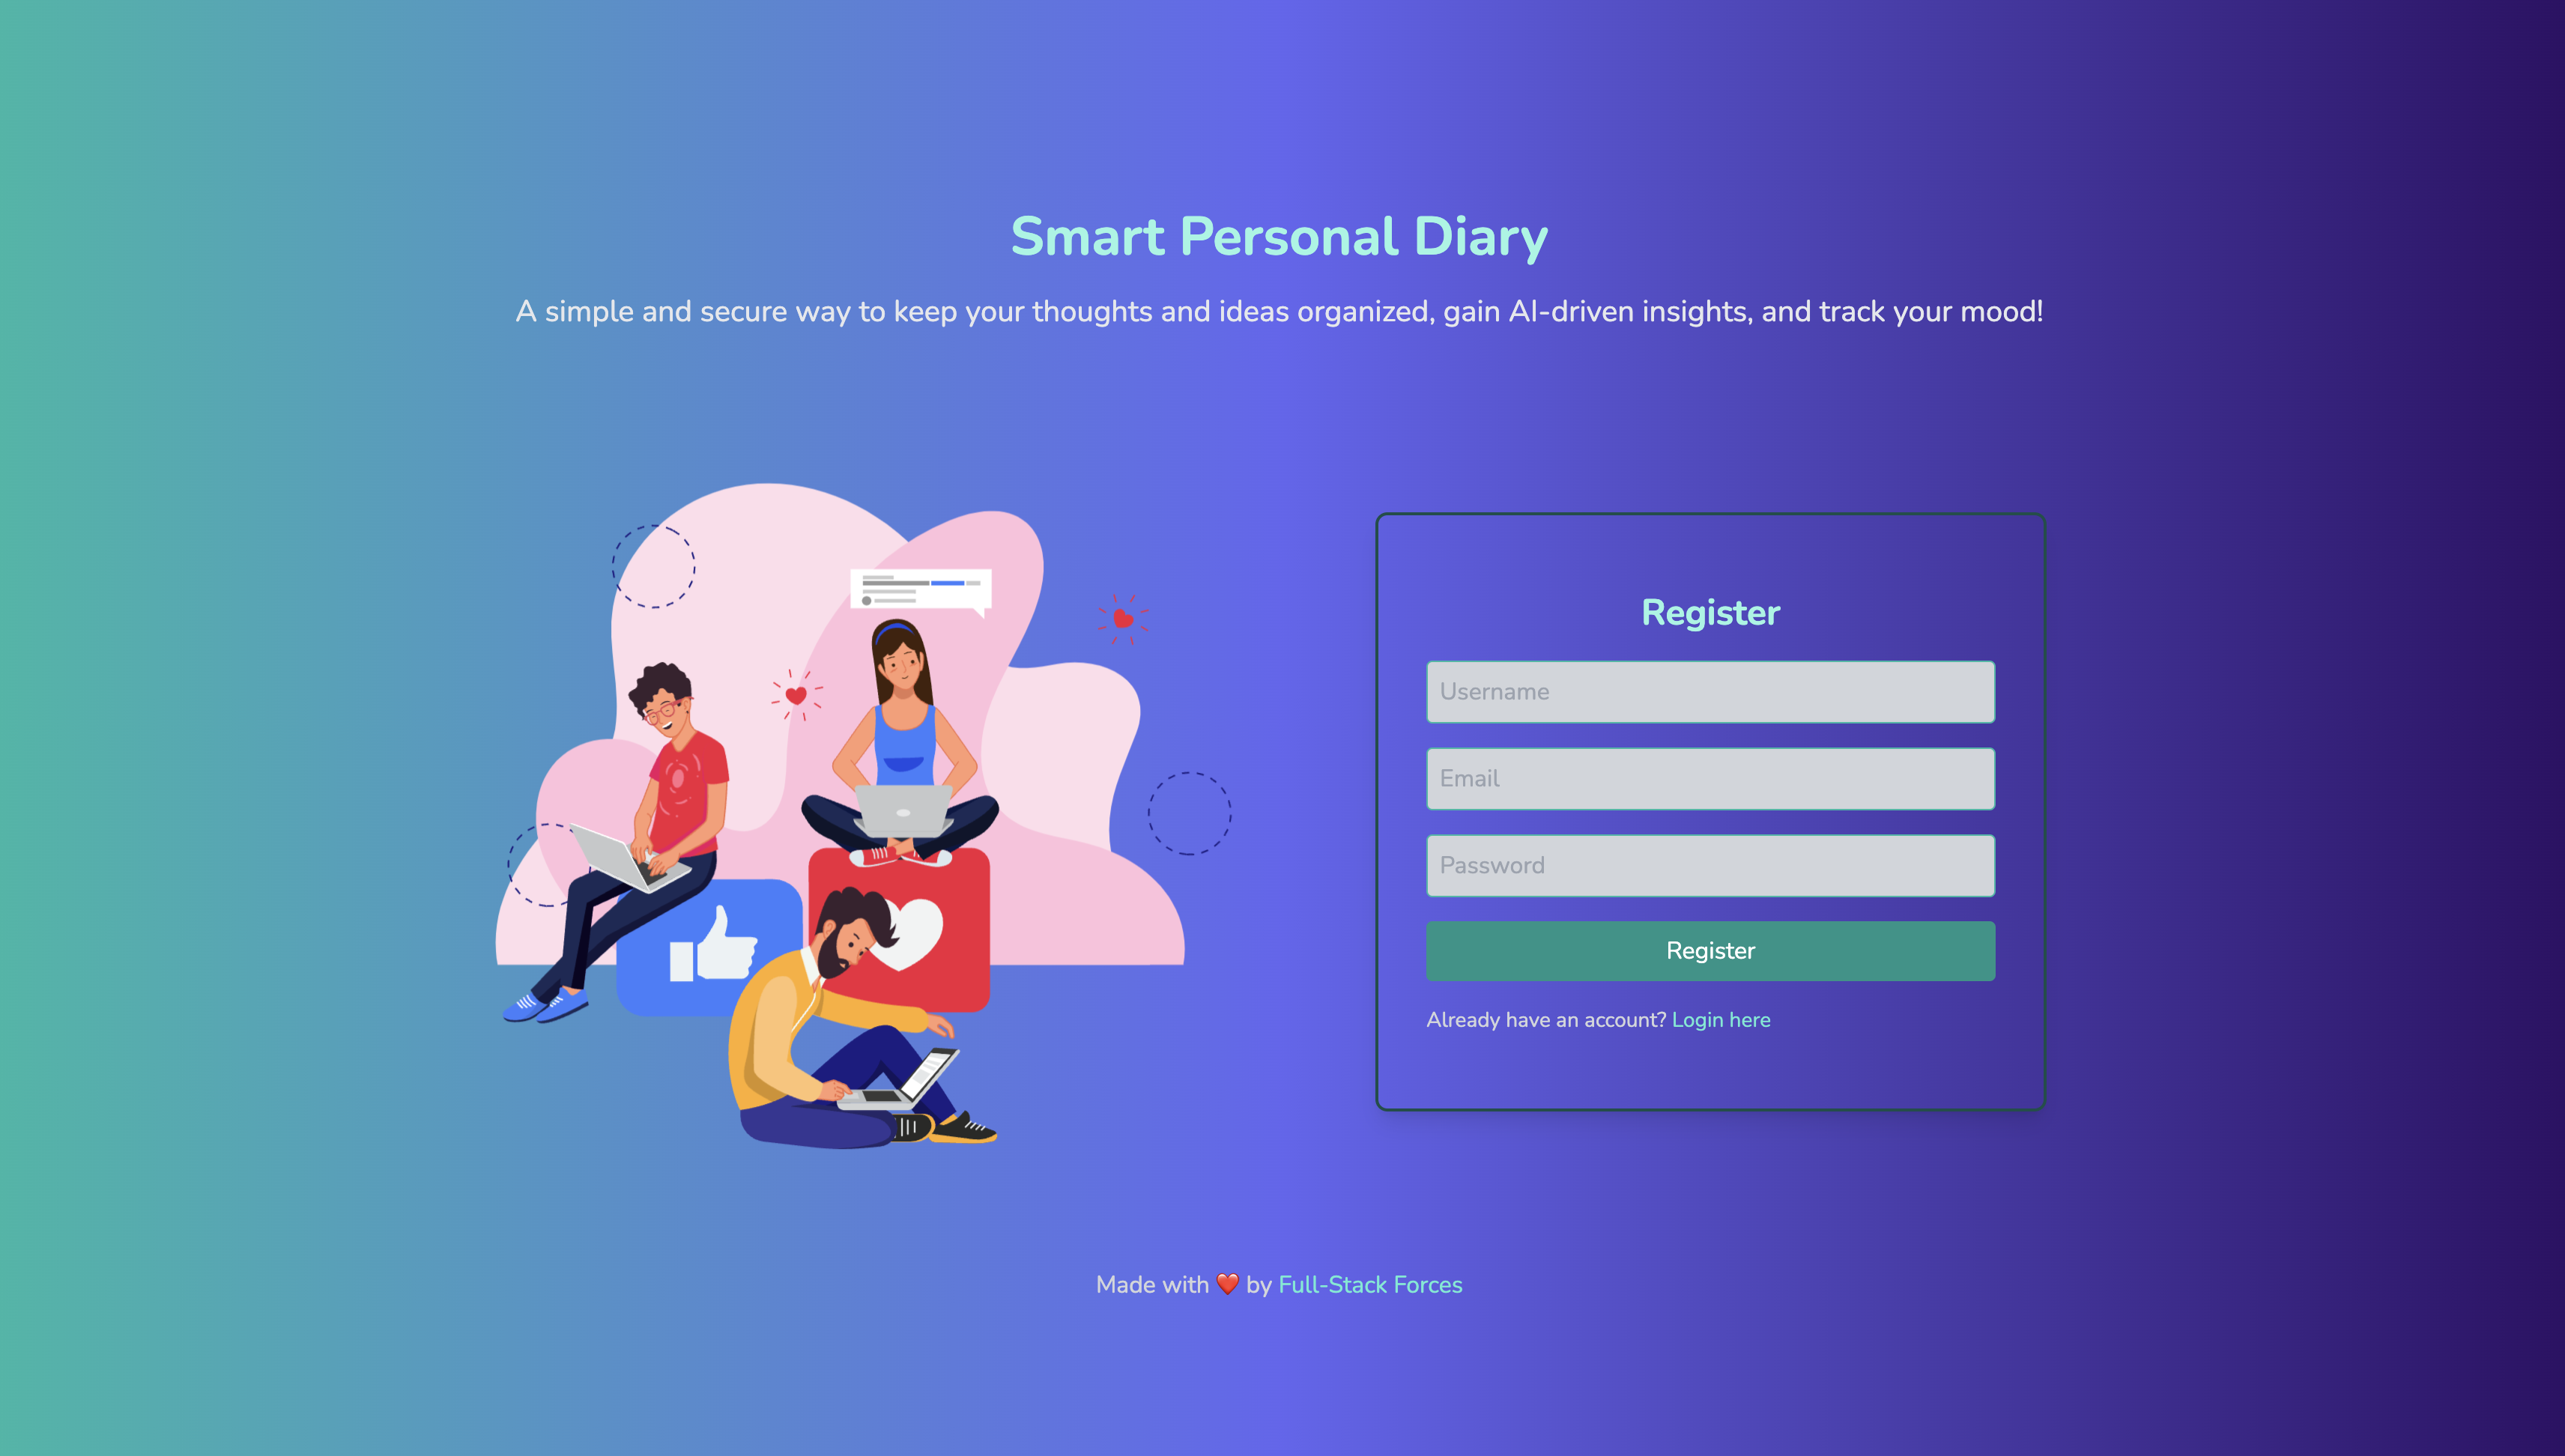 Smart Personal Diary
A simple and secure way to keep your thoughts and ideas organized, gain AI-driven insights, and track your mood!
Register
Username
Email
Password
Register
Already have an account? Login here
Made with ❤️ by Full-Stack Forces